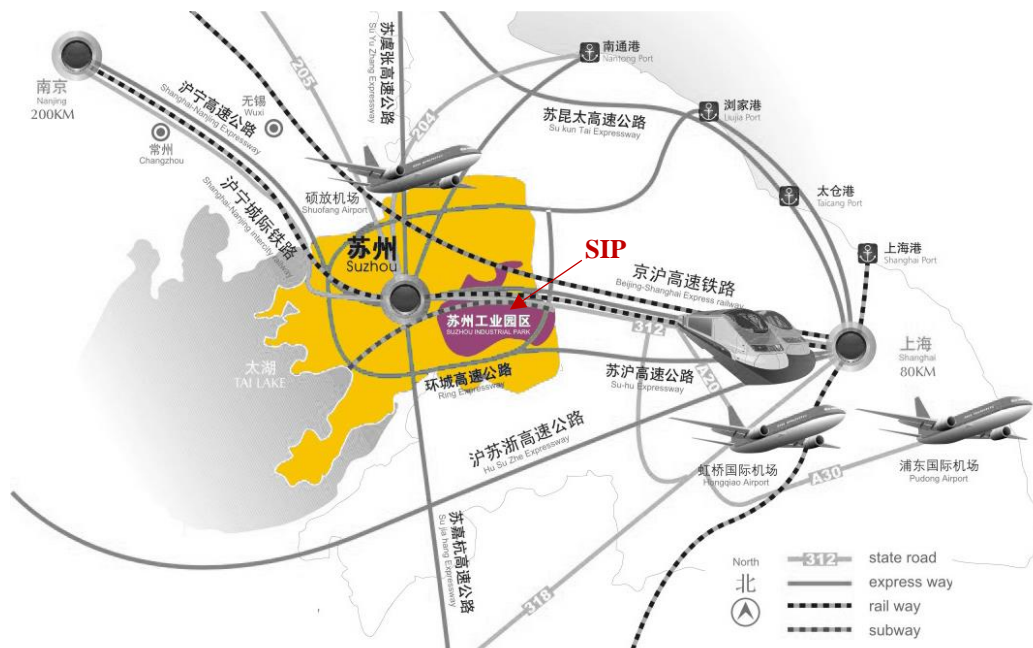 南京
Nanjing
200KM
沪宁高速公路
Shanghai-Nanjing Expressway
无锡
Wuxi
常州
Changzhou
沪宁城际铁路
Shanghai-Nanjing intercity railway
205
苏虞张高速公路
Su Yu Zhang Expressway
204
南通港
Nantong Port
苏昆太高速公路
Su kun Tai Expressway
浏家港
Liujia Port
太仓港
Taicang Port
上海港
Shanghai Port
硕放机场
Shuofang Airport
苏州
Suzhou
SIP
京沪高速铁路
Beijing-Shanghai Express railway
苏州工业园区
SUZHOU INDUSTRIAL PARK
312
A20
上海
Shanghai
80KM
太湖
TAI LAKE
环城高速公路
Ring Expressway
苏沪高速公路
Su-hu Expressway
沪苏浙高速公路
Hu Su Zhe Expressway
虹桥国际机场
Hongqiao Airport
浦东国际机场
Pudong Airport
A30
苏嘉杭高速公路
Su jia hang Expressway
318
North
北
312
state road
express way
rail way
subway